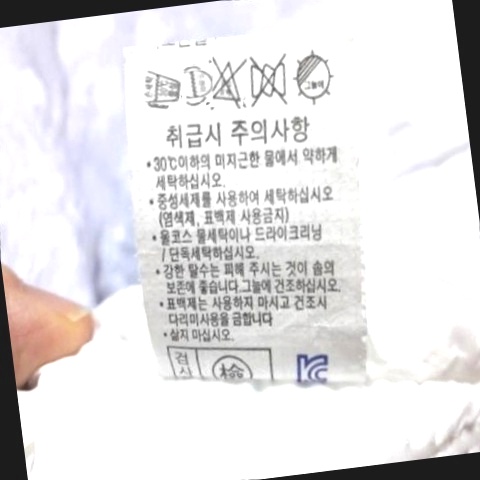 취급시 주의사항
•30℃이하의 미지근한 물에서 약하게
세탁하십시오.
•중성세제를 사용하여 세탁하십시오
(염색제, 표백제 사용금지)
•울코스 물세탁이나 드라이크리닝
/ 단독세탁하십시오.
•강한 탈수는 피해 주시는 것이 솜의
보존에 좋습니다.그늘에 건조하십시오.
•표백제는 사용하지 마시고 건조시
다리미사용을 금합니다
•삶지 마십시오.
검사
檢